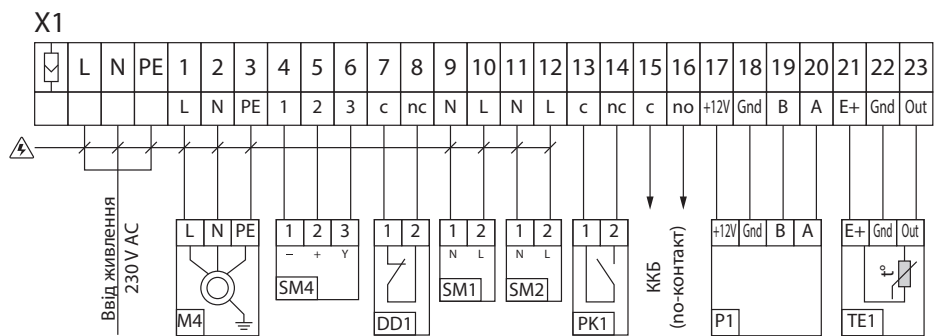 X1
L N PE 1 2 3 4 5 6 7 8 9 10 11 12 13 14 15 16 17 18 19 20 21 22 23
L N PE 1 2 3 c nc N L N L c nc c no +12V Gnd B A E+ Gnd Out
Ввід живлення
230 V AC
L N PE
M4
1 2 3
– + Y
SM4
1 2
DD1
1 2
N L
SM1
1 2
N L
SM2
1 2
PK1
ККБ
(no-контакт)
+12V Gnd B A
P1
E+ Gnd Out
t°
TE1